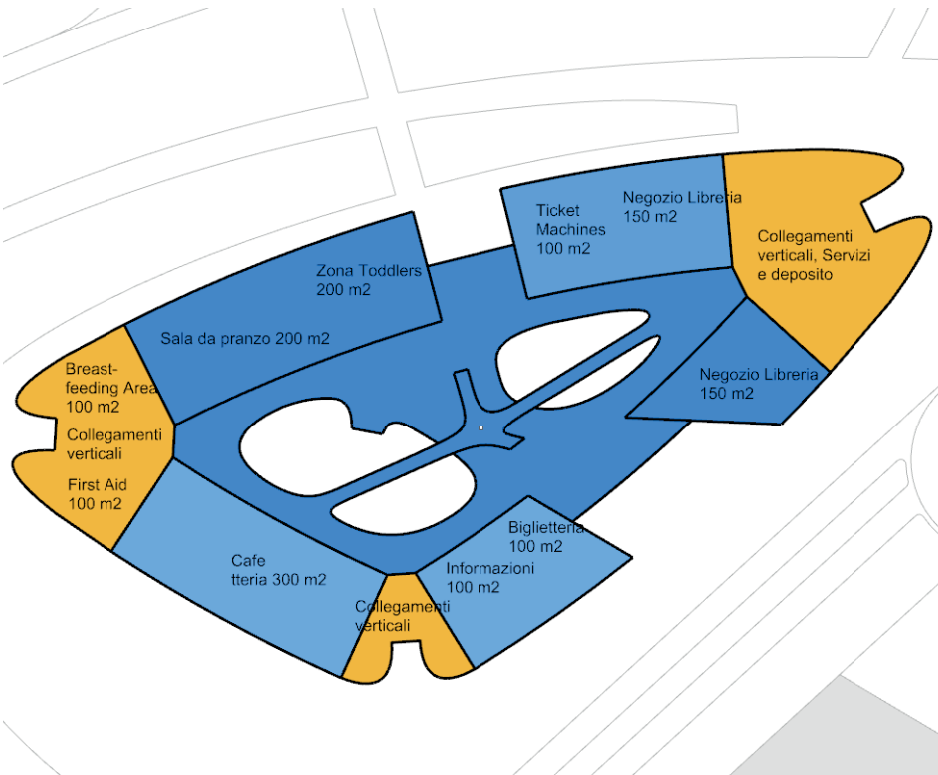 Ticket
Machines
100 m2
Negozio Libreria
150 m2
Collegamenti
verticali, Servizi
e deposito
Zona Toddlers
200 m2
Sala da pranzo 200 m2
Breast-
feeding Area
100 m2
Collegamenti
verticali
First Aid
100 m2
Negozio Libreria
150 m2
Biglietteria
100 m2
Informazioni
100 m2
Cafe
tteria 300 m2
Collegamenti
verticali